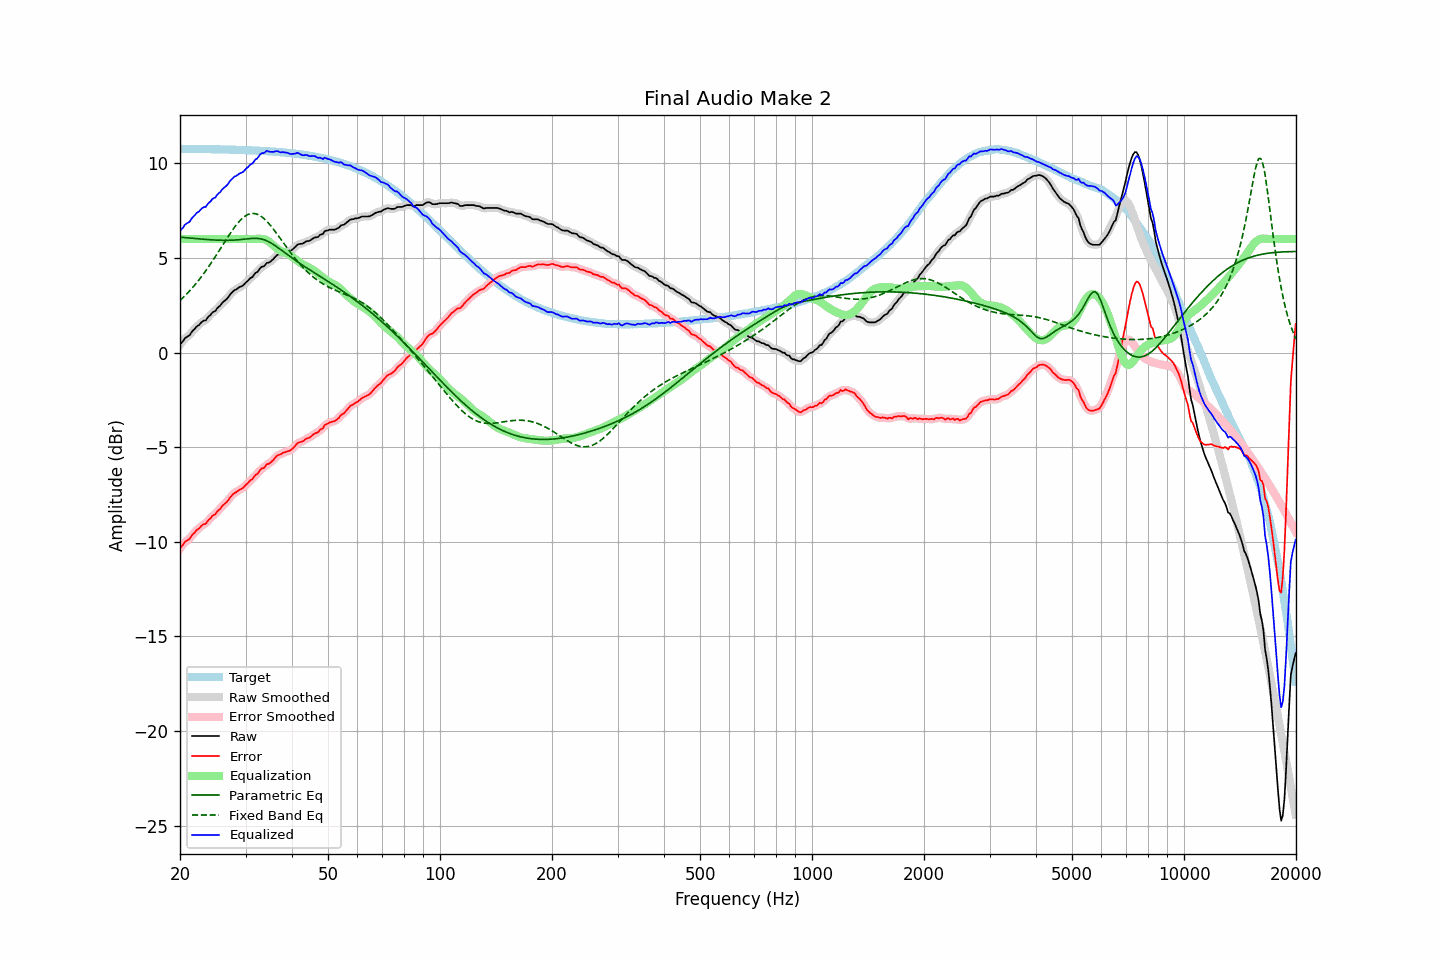 Final Audio Make 2
Amplitude (dBr)
10
5
0
−5
−10
−15
−20
−25
Target
Raw Smoothed
Error Smoothed
Raw
Error
Equalization
Parametric Eq
Fixed Band Eq
Equalized
20 50 100 200 500 1000 2000 5000 10000 20000
Frequency (Hz)